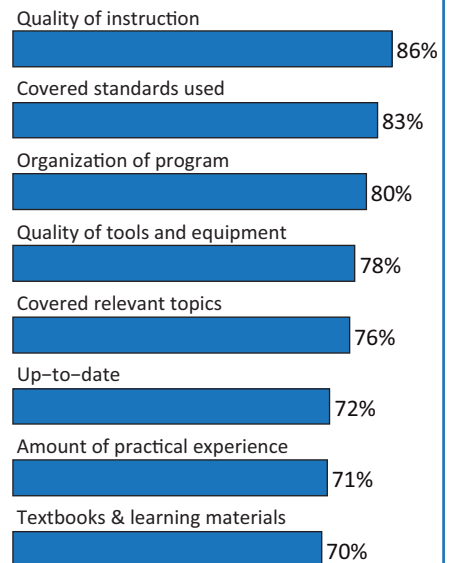 Quality of instruction
86%
Covered standards used
83%
Organization of program
80%
Quality of tools and equipment
78%
Covered relevant topics
76%
Up−to−date
72%
Amount of practical experience
71%
Textbooks & learning materials
70%